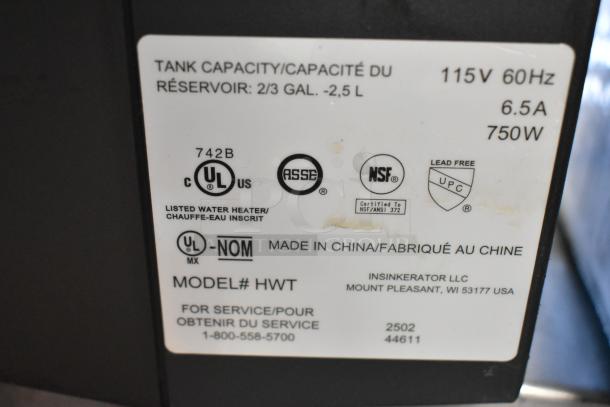 TANK CAPACITY/CAPACITÉ DU
RÉSERVOIR: 2/3 GAL. -2,5 L
115V 60Hz
6.5A
750W
742B
C UL US ®
LISTED WATER HEATER/
CHAUFFE-EAU INSCRIT
ASSE ®
NSF®
Certified To
NSF/ANSI 372
LEAD FREE
UPC ®
UL ® MX -NOM
MADE IN CHINA/FABRIQUÉ AU CHINE
MODEL# HWT
INSINKERATOR LLC
MOUNT PLEASANT, WI 53177 USA
FOR SERVICE/POUR
OBTENIR DU SERVICE
1-800-558-5700
2502
44611